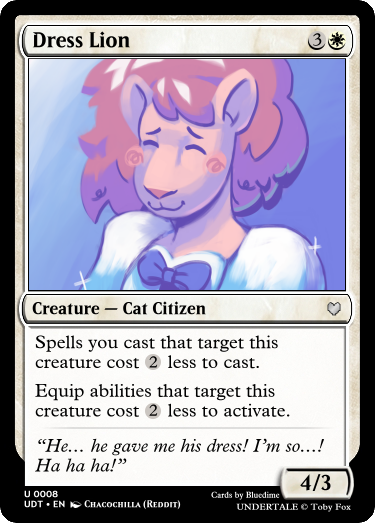 Dress Lion 3
Creature — Cat Citizen
Spells you cast that target this
creature cost 2 less to cast.
Equip abilities that target this
creature cost 2 less to activate.
“He… he gave me his dress! I'm so…!
Ha ha ha!”
4/3
U 0008
UDT • EN Chacochilla (Reddit)
Cards by Bluedime
UNDERTALE © Toby Fox